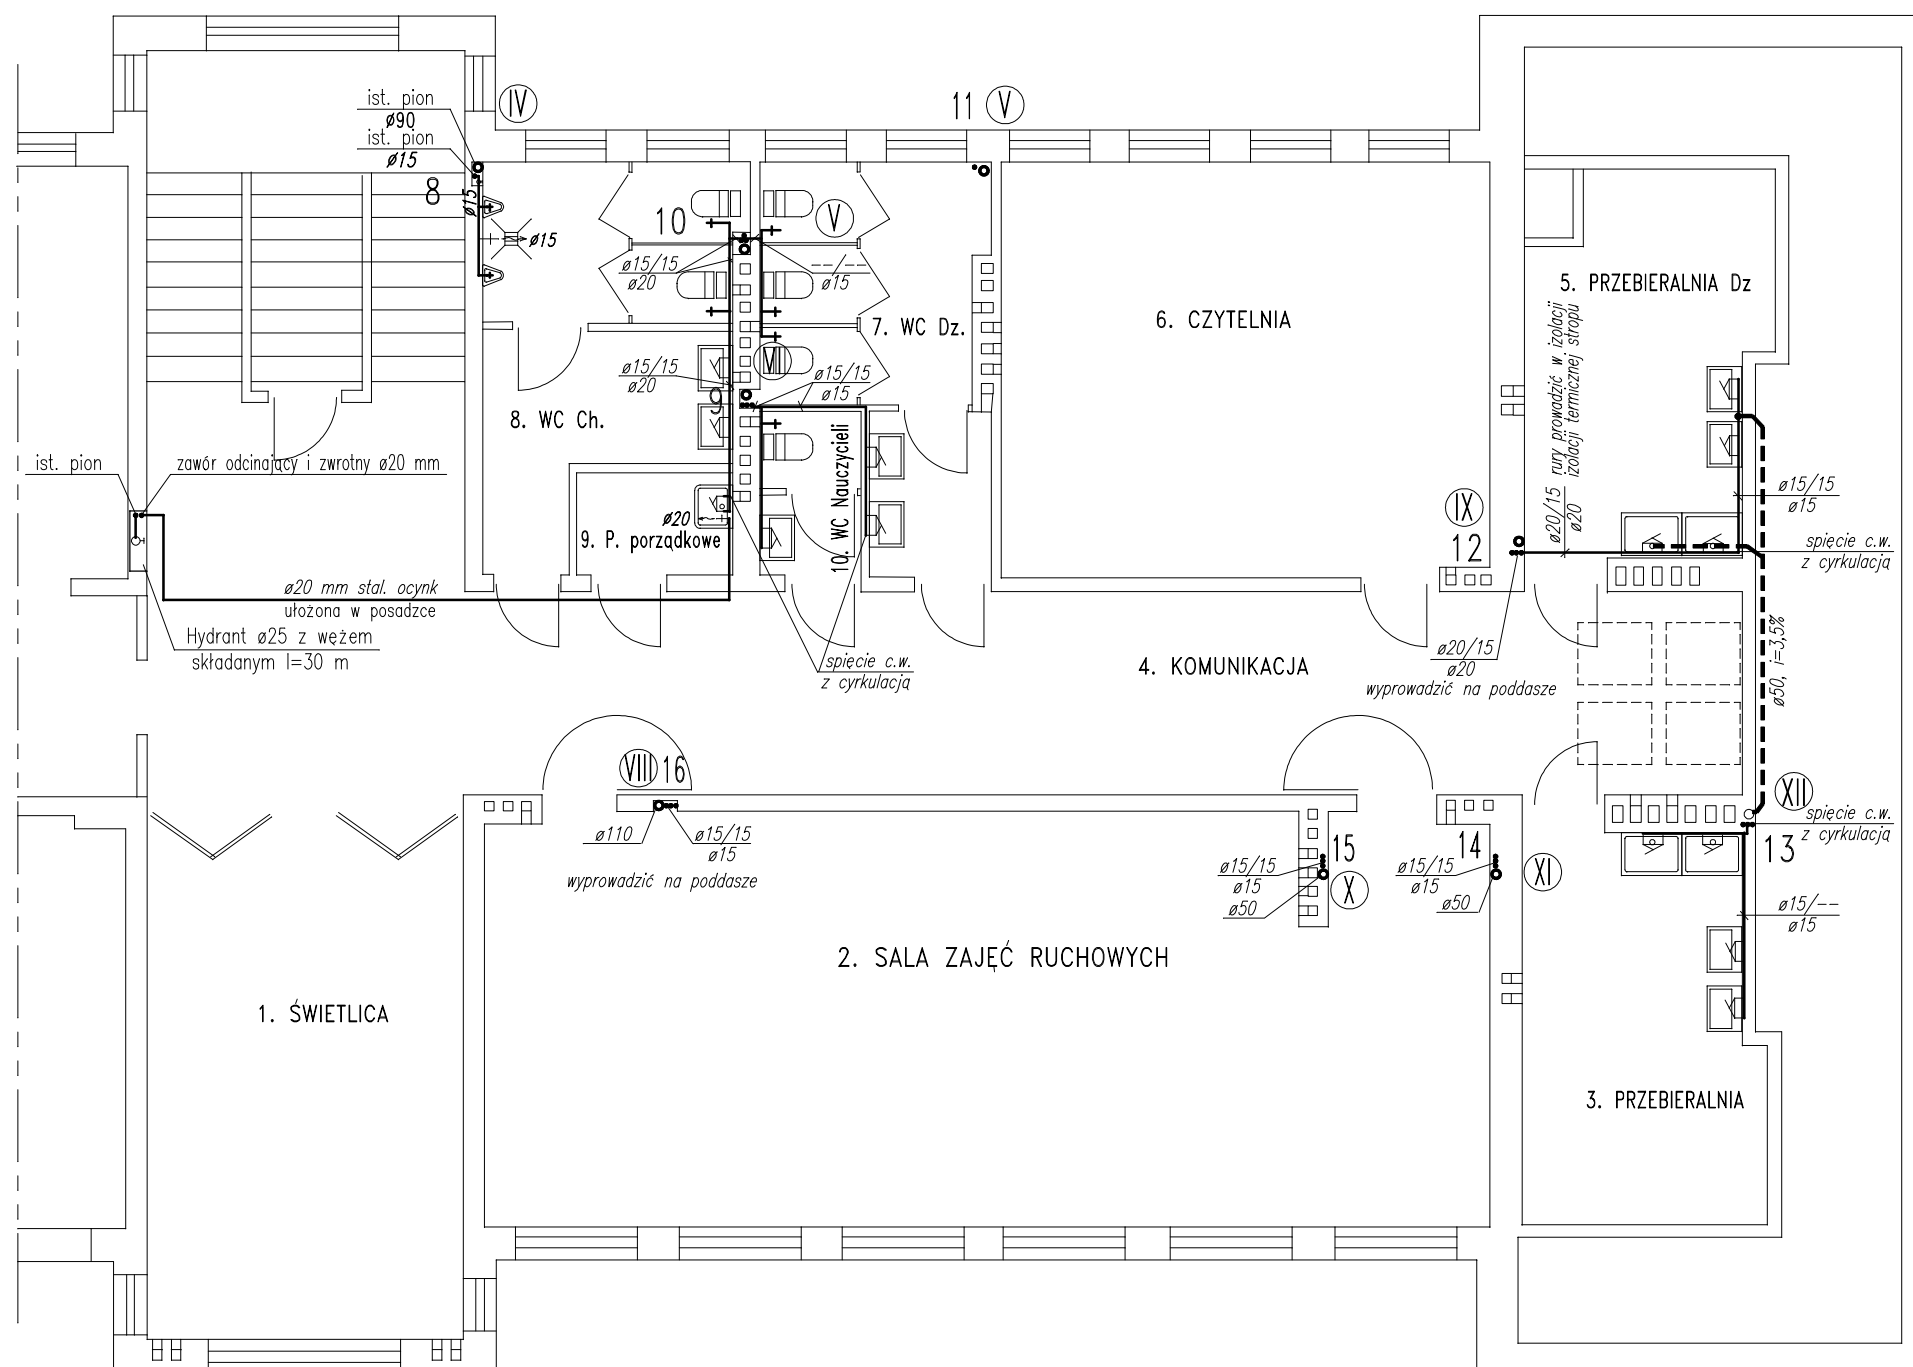 ist. pion
ø90
ist. pion
ø15
IV
11 V
8
ø15
ø15
10
V
ø15/15
ø20
--/--
ø15
7. WC Dz.
6. CZYTELNIA
5. PRZEBIERALNIA Dz
ø20/15 rury prowadzić w izolacji
ø20 izolacji termicznej stropu
VII
ø15/15
ø20
9
ø15/15
ø15
8. WC Ch.
10. WC Nauczycieli
ist. pion
zawór odcinający i zwrotny ø20 mm
ø20
9. P. porządkowe
IX
12
ø15/15
ø15
spięcie c.w.
z cyrkulacją
ø20 mm stal. ocynk
ułożona w posadzce
Hydrant ø25 z wężem
składanym l=30 m
spięcie c.w.
z cyrkulacją
4. KOMUNIKACJA
ø20/15
ø20
wyprowadzić na poddasze
ø50, i=3,5%
VIII 16
ø110
ø15/15
ø15
wyprowadzić na poddasze
15
ø15/15
ø15
X
ø50
14
ø15/15
ø15
XI
ø50
XII
spięcie c.w.
z cyrkulacją
13
ø15/--
ø15
2. SALA ZAJĘĆ RUCHOWYCH
1. ŚWIETLICA
3. PRZEBIERALNIA